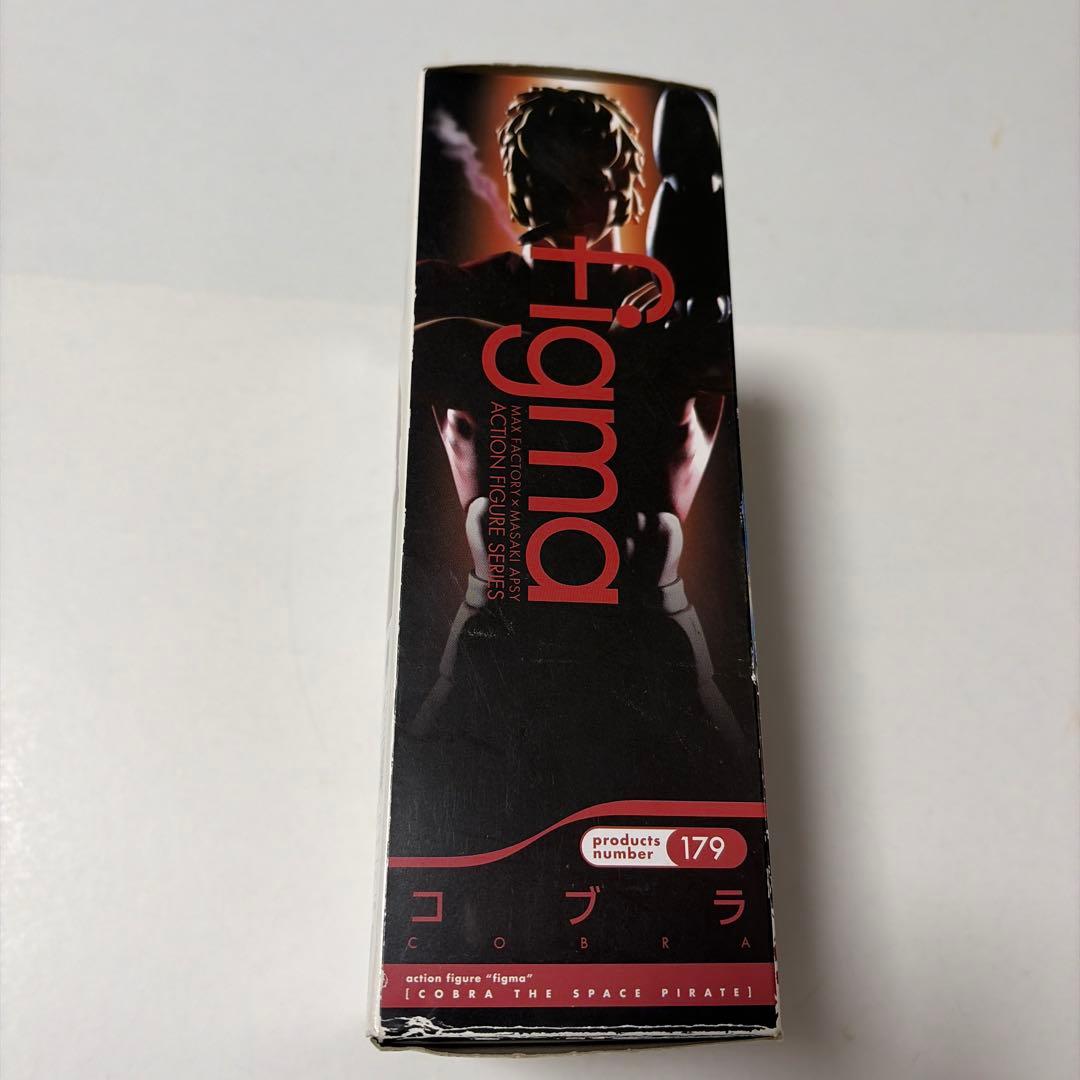 figma
MAX FACTORY × MASAKI APSY
ACTION FIGURE SERIES
products
number 179
コブラ
COBRA
action figure "figma"
[COBRA THE SPACE PIRATE]